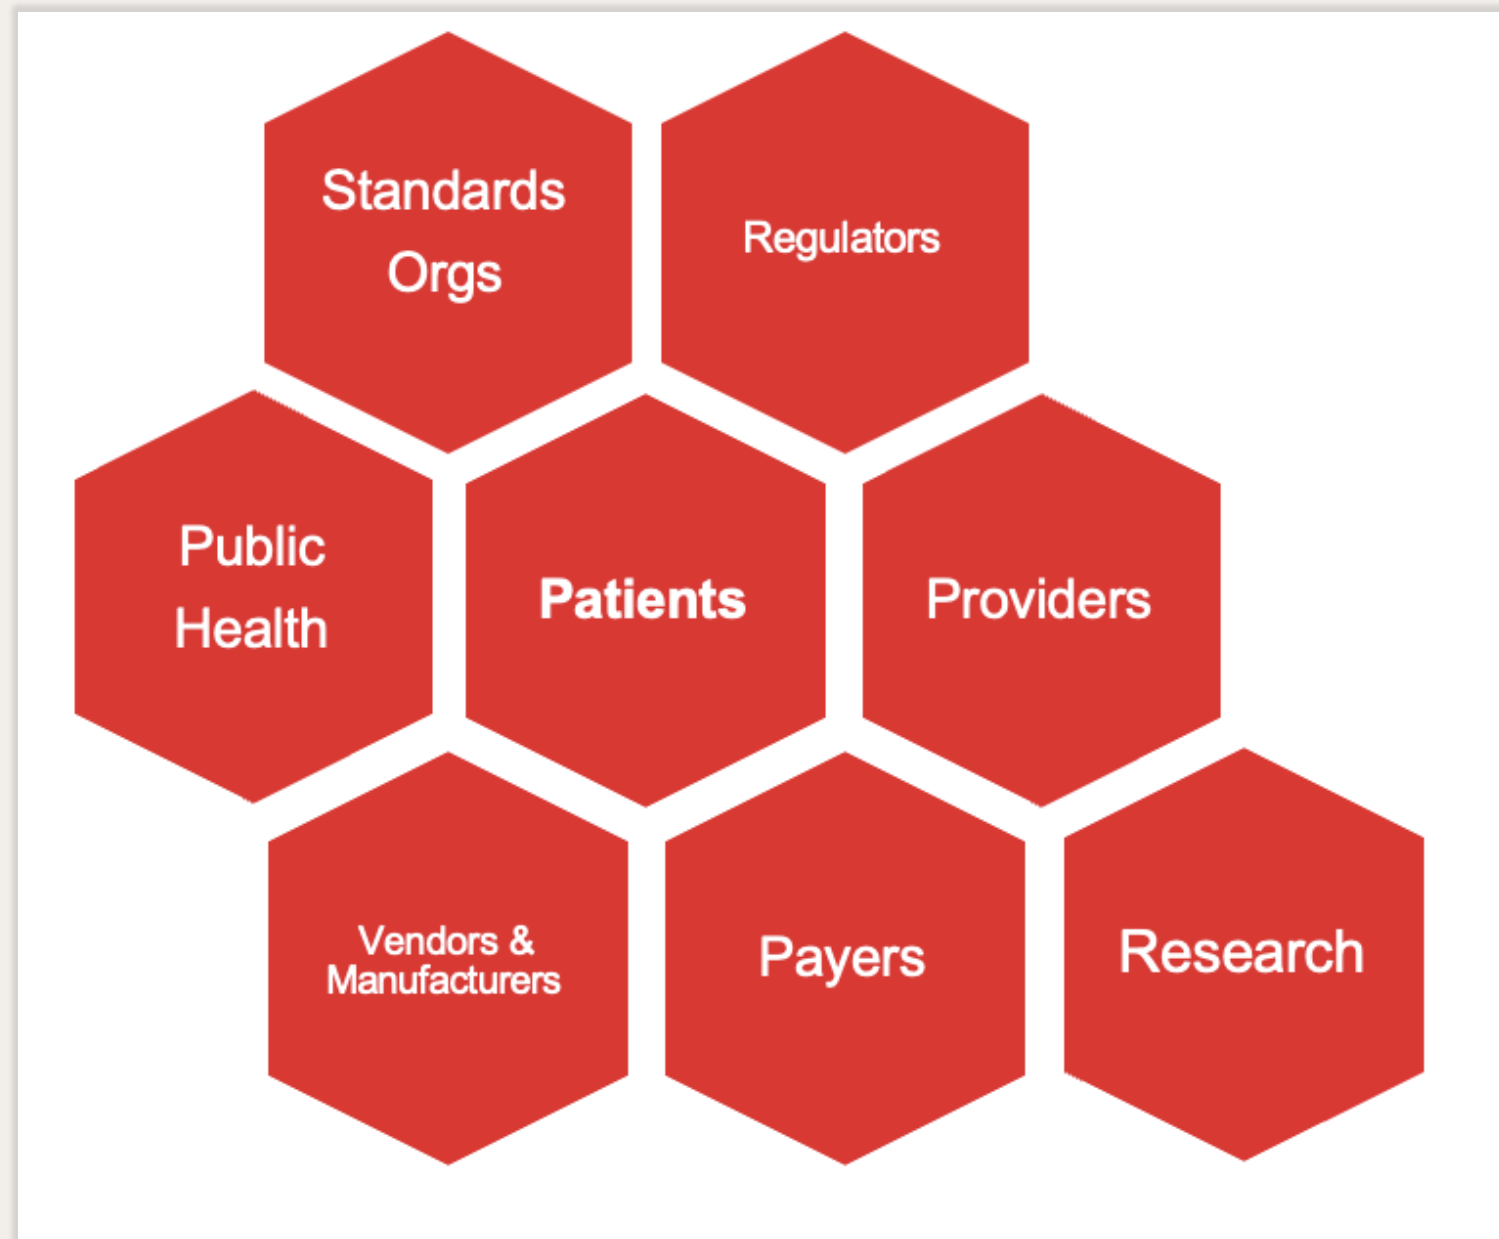 Standards
Orgs
Regulators
Public
Health
Patients
Providers
Vendors &
Manufacturers
Payers
Research